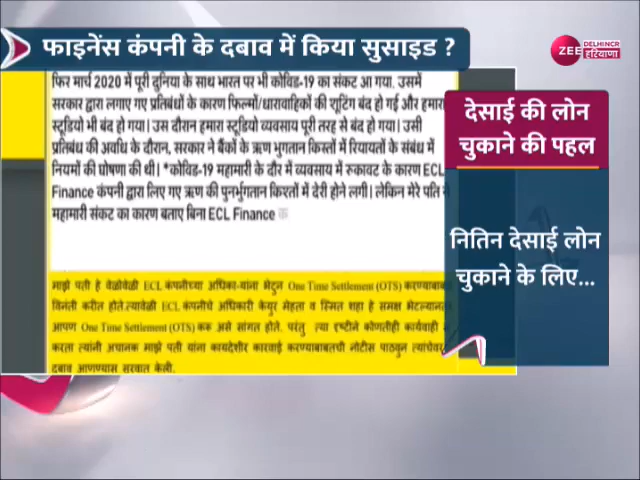 फाइनेंस कंपनी के दबाव में किया सुसाइड ?
ZEE
DELHI NCR
हरियाणा
फिर मार्च 2020 में पूरी दुनिया के साथ भारत पर भी कोविड-19 का संकट आ गया. उसमें
सरकार द्वारा लगाए गए प्रतिबंधों के कारण फिल्मों/धारावाहिकों की शूटिंग बंद हो गई और हमारा
स्टूडियो भी बंद हो गया। उस दौरान हमारा स्टूडियो व्यवसाय पूरी तरह से बंद हो गया। उसी
प्रतिबंध की अवधि के दौरान, सरकार ने बैंकों के ऋण भुगतान किस्तों में रियायतों के संबंध में
नियमों की घोषणा की थी। *कोविड-19 महामारी के दौर में व्यवसाय में रुकावट के कारण ECL
Finance कंपनी द्वारा लिए गए ऋण की पुनर्भुगतान किस्तों में देरी होने लगी। लेकिन मेरे पति ने
महामारी संकट का कारण बताए बिना ECL Finance क
माझे पती हे वेळोवेळी ECL कंपनीच्या अधिका-यांना भेटुन One Time Settlement (OTS) करण्याबाबत
विनंती करीत होते.त्यावेळी ECL कंपनीचे अधिकारी केयुर मेहता व स्मित शहा हे समक्ष भेटल्यानंतर
आपण One Time Settlement (OTS) करू असे सांगत होते. परंतु त्या दृष्टीने कोणतीही कार्यवाही न
करता त्यांनी अचानक माझे पती यांना कायदेशीर कारवाई करण्याबाबतची नोटीस पाठवुन त्यांचेवर
दबाव आणण्यास सुरवात केली.
देसाई की लोन
चुकाने की पहल
नितिन देसाई लोन
चुकाने के लिए...